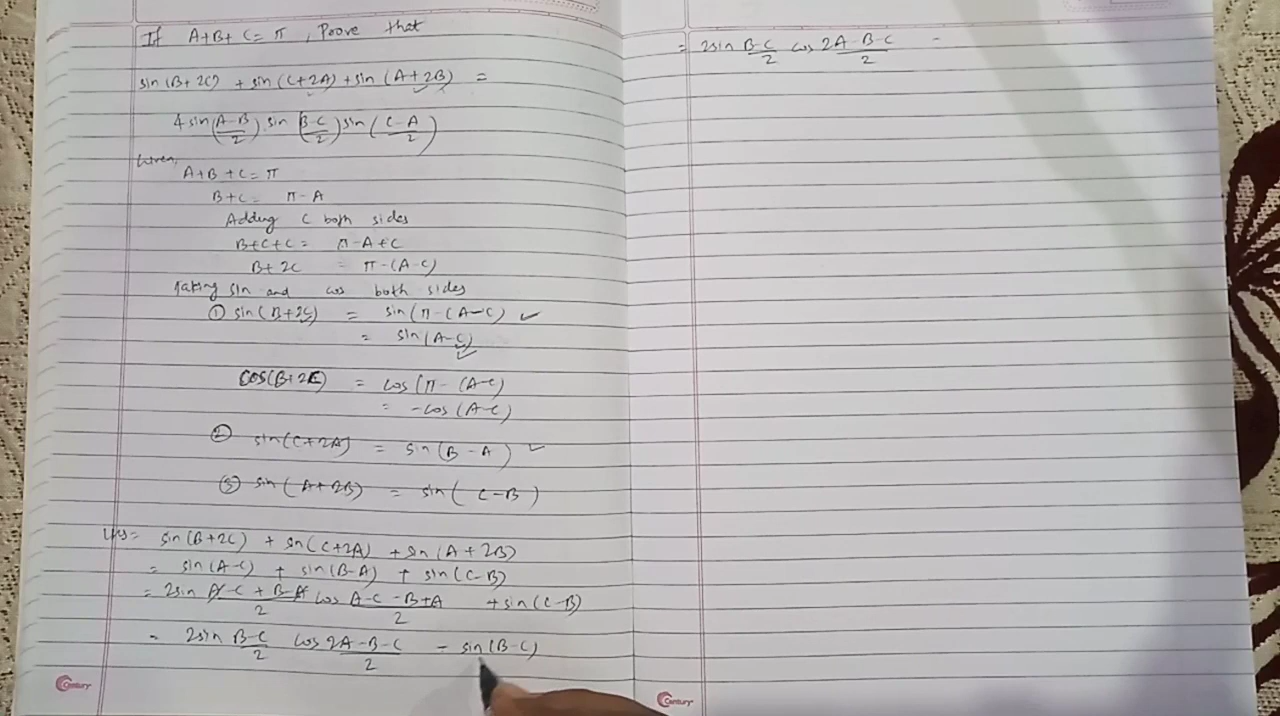 If A+B+C=π, Prove that
sin(B+2C) + sin(C+2A) + sin(A+2B) =
4 sin(A-B/2) sin(B-C/2) sin(C-A/2)
Given,
A+B+C=π
B+C= π-A
Adding C both sides
B+C+C= π-A+C
B+2C = π-(A-C)
Taking sin and cos both sides
① sin(B+2C) = sin(π-(A-C) ✓
= sin(A-C)
cos(B+2C) = cos(π-(A-C)
= -cos(A-C)
② sin(C+2A) = sin(B-A) ✓
③ sin(A+2B) = sin(C-B)
LHS= sin(B+2C) + sin(C+2A) + sin(A+2B)
= sin(A-C) + sin(B-A) + sin(C-B)
= 2sin A-C+B-A/2 cos A-C-B+A/2 + sin(C-B)
= 2sin B-C/2 cos 2A-B-C/2 - sin(B-C)
Century
= 2sin B-C/2 cos 2A-B-C/2 -
Century